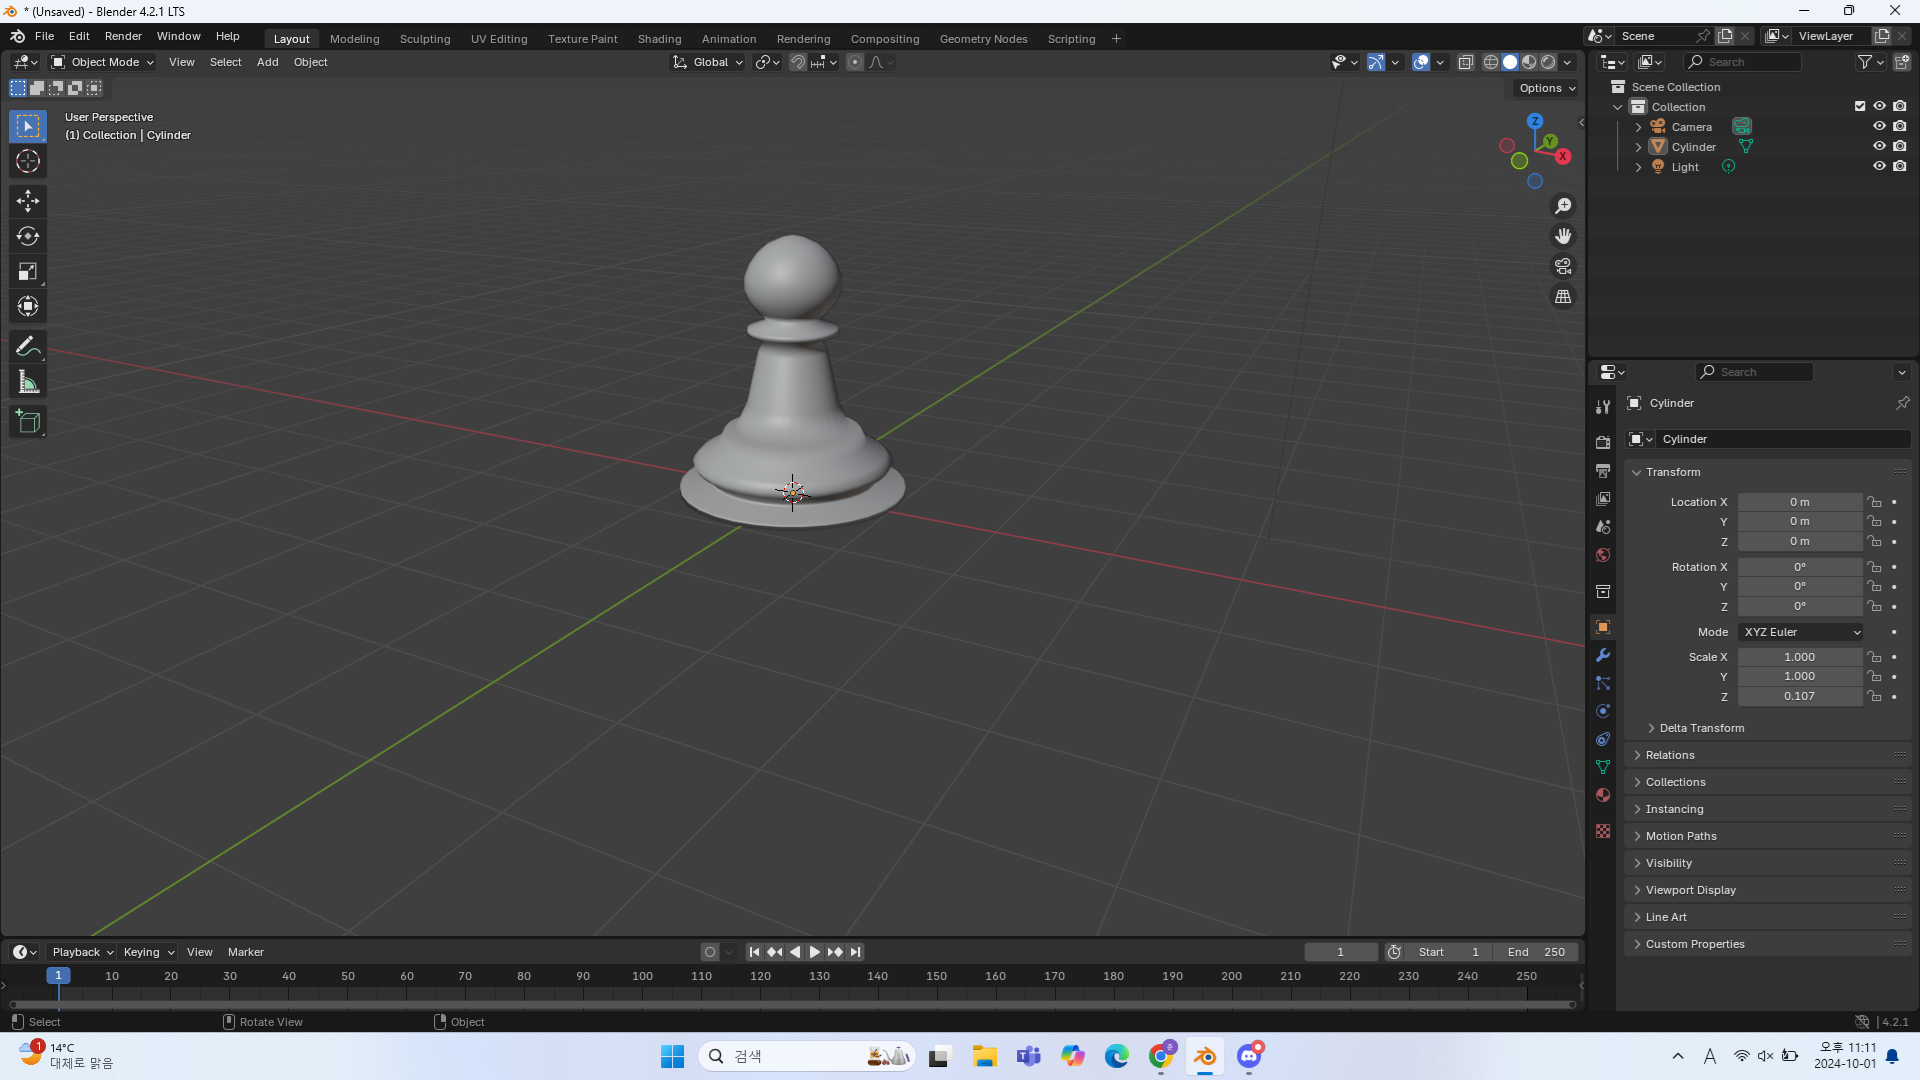 * (Unsaved) - Blender 4.2.1 LTS
File Edit Render Window Help Layout Modeling Sculpting UV Editing Texture Paint Shading Animation Rendering Compositing Geometry Nodes Scripting + Scene ViewLayer
Object Mode View Select Add Object Global Search
Options
User Perspective
(1) Collection | Cylinder
Z
Y
X
Scene Collection
Collection
Camera
Cylinder
Light
Search
Cylinder
Cylinder
Transform
Location X 0 m
Y 0 m
Z 0 m
Rotation X 0°
Y 0°
Z 0°
Mode XYZ Euler
Scale X 1.000
Y 1.000
Z 0.107
Delta Transform
Relations
Collections
Instancing
Motion Paths
Visibility
Viewport Display
Line Art
Custom Properties
Playback Keying View Marker 1 Start 1 End 250
1 10 20 30 40 50 60 70 80 90 100 110 120 130 140 150 160 170 180 190 200 210 220 230 240 250
Select Rotate View Object 4.2.1
1 14°C
대체로 맑음
검색
준
A
오후 11:11
2024-10-01